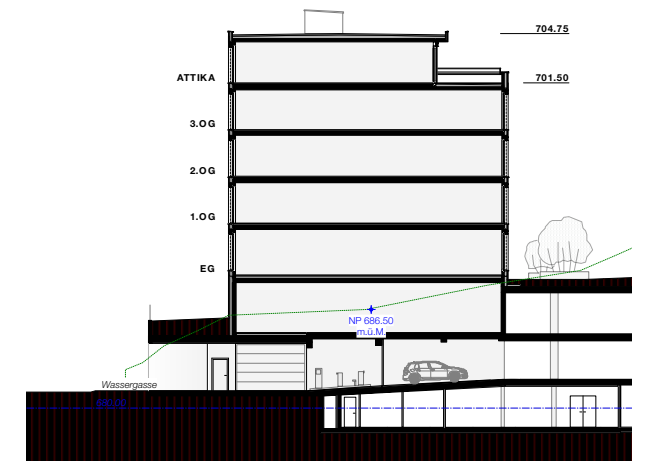 704.75
ATTIKA
701.50
3.OG
2.OG
1.OG
EG
NP 686.50
m.ü.M.
Wassergasse